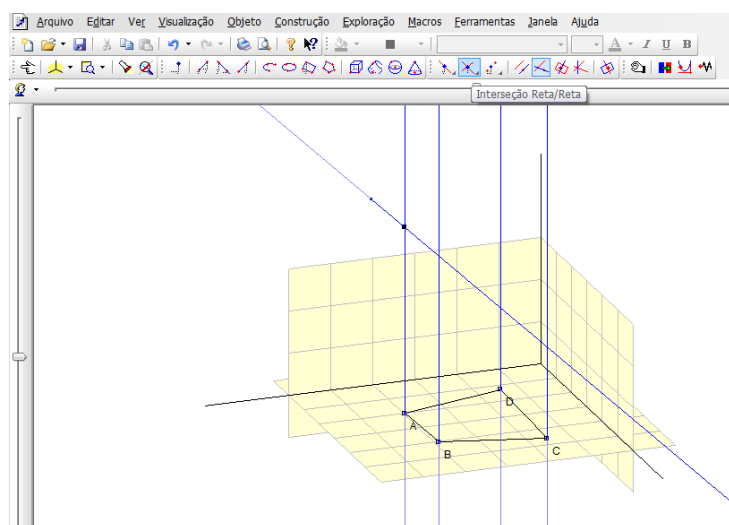 Arquivo Editar Ver Visualização Objeto Construção Exploração Macros Ferramentas Janela Ajuda
A I U B
Interseção Reta/Reta
A
D
B
C